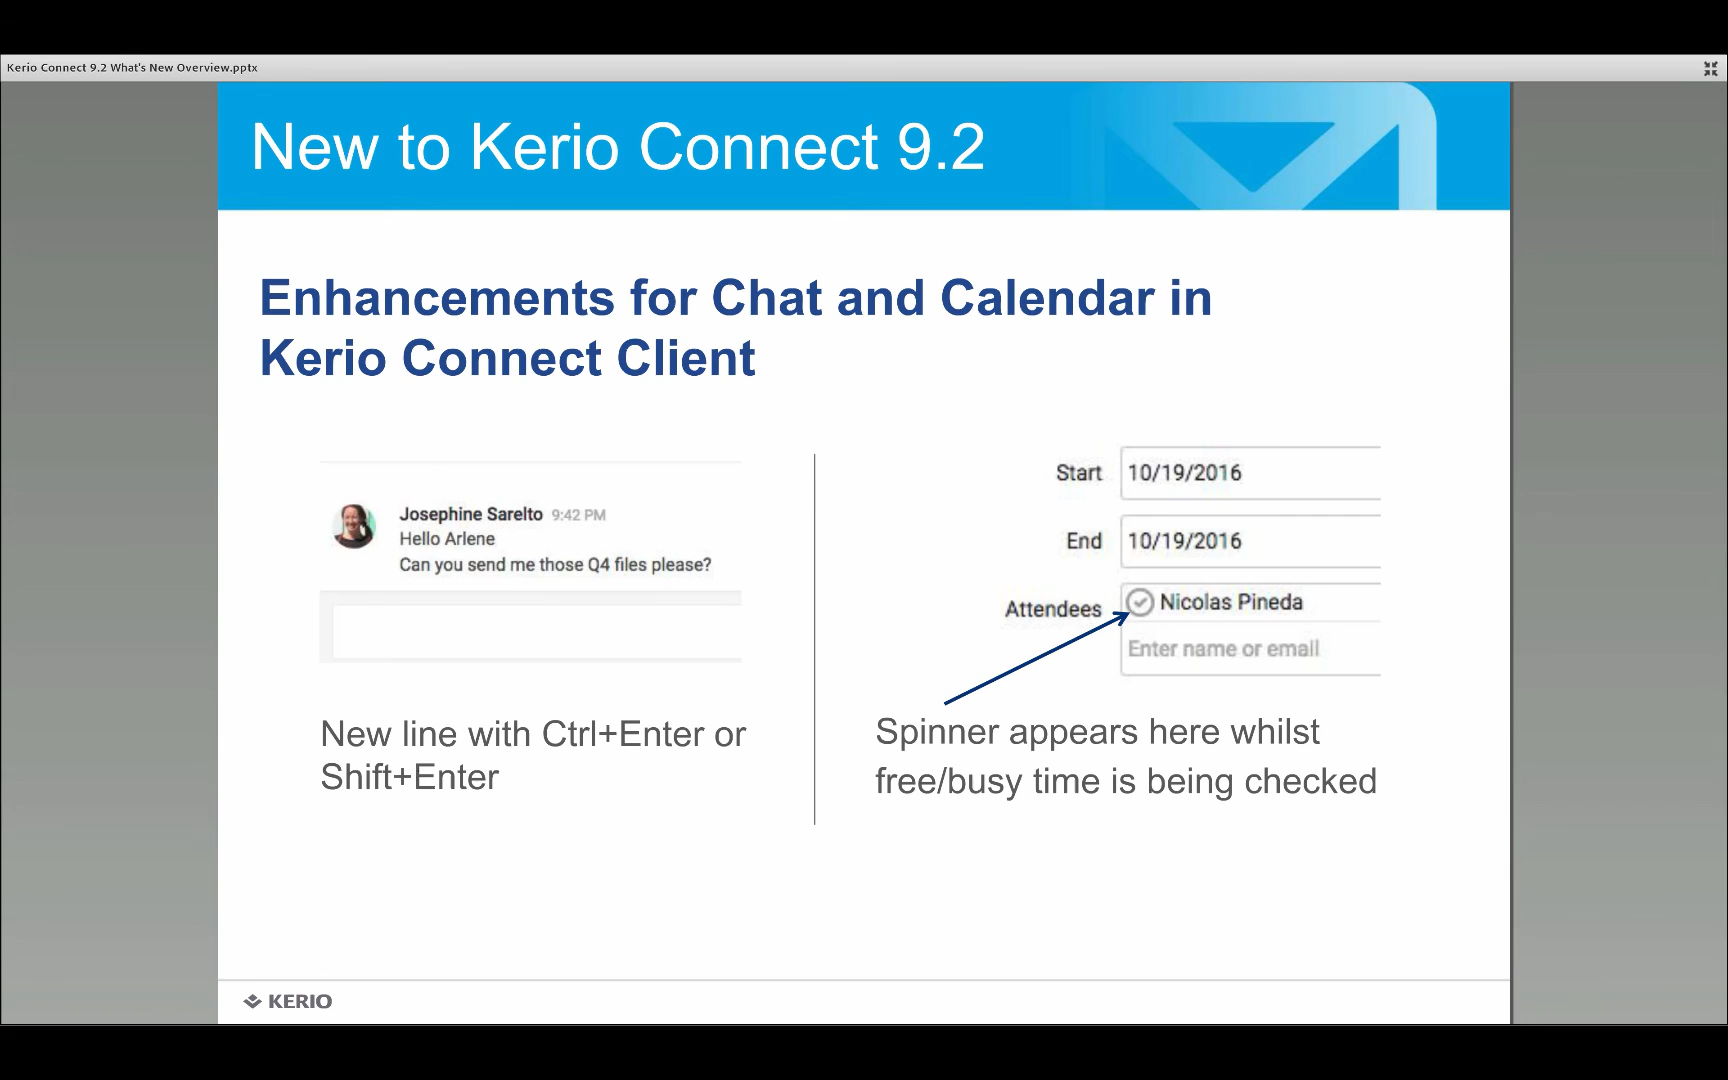 Kerio Connect 9.2 What's New Overview.pptx
New to Kerio Connect 9.2
Enhancements for Chat and Calendar in
Kerio Connect Client
Josephine Sarelto 9:42 PM
Hello Arlene
Can you send me those Q4 files please?
New line with Ctrl+Enter or
Shift+Enter
Start 10/19/2016
End 10/19/2016
Attendees Nicolas Pineda
Enter name or email
Spinner appears here whilst
free/busy time is being checked
KERIO